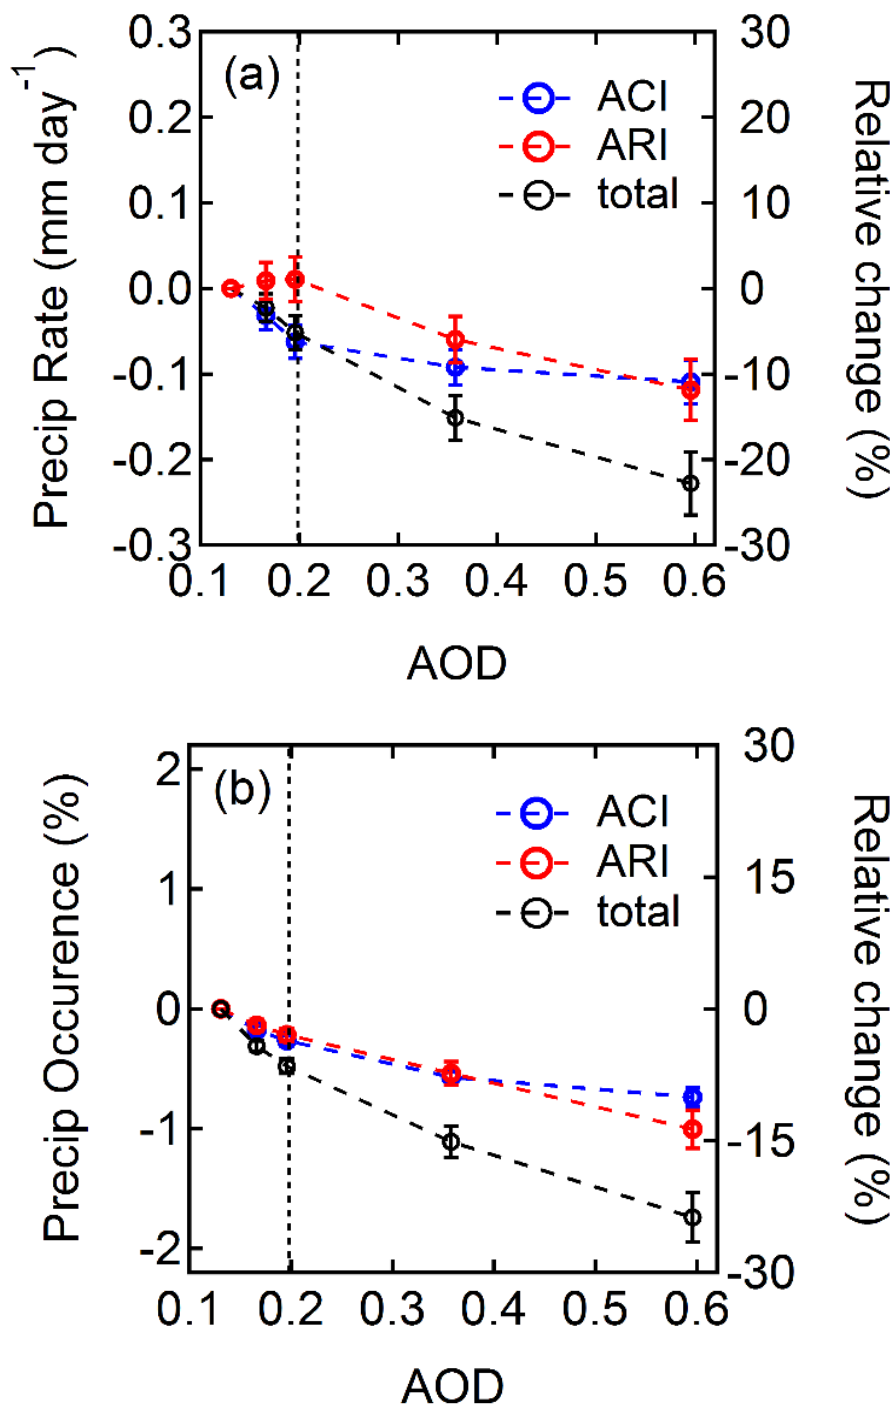 (a)
ACI
ARI
total
Precip Rate (mm day-1)
0.3
0.2
0.1
0.0
-0.1
-0.2
-0.3
30
20
10
0
-10
-20
-30
Relative change (%)
0.1 0.2 0.3 0.4 0.5 0.6
AOD
(b)
ACI
ARI
total
Precip Occurence (%)
2
1
0
-1
-2
30
15
0
-15
-30
Relative change (%)
0.1 0.2 0.3 0.4 0.5 0.6
AOD